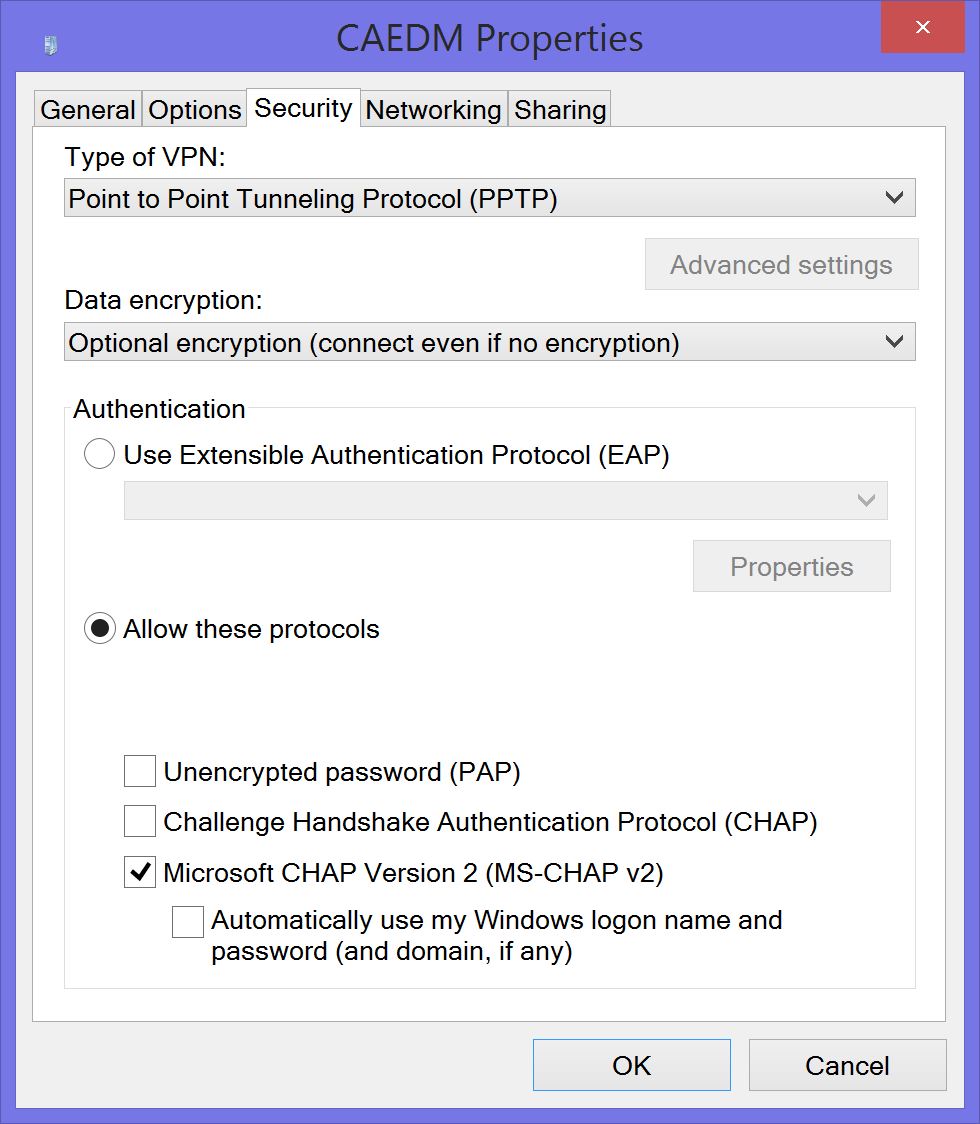 CAEDM Properties
General Options Security Networking Sharing
Type of VPN:
Point to Point Tunneling Protocol (PPTP)
Advanced settings
Data encryption:
Optional encryption (connect even if no encryption)
Authentication
Use Extensible Authentication Protocol (EAP)
Properties
Allow these protocols
Unencrypted password (PAP)
Challenge Handshake Authentication Protocol (CHAP)
Microsoft CHAP Version 2 (MS-CHAP v2)
Automatically use my Windows logon name and
password (and domain, if any)
OK Cancel